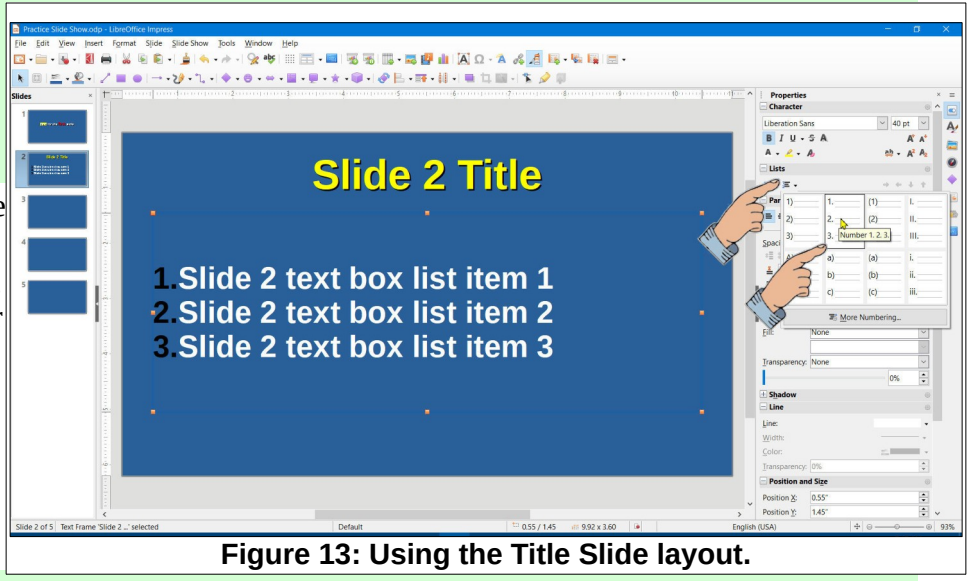 Practice Slide Show.odp - LibreOffice Impress
File Edit View Insert Format Slide Slide Show Tools Window Help
Slides
1
2
3
4
5
Slide 2 Title
1.Slide 2 text box list item 1
2.Slide 2 text box list item 2
3.Slide 2 text box list item 3
Properties
Character
Liberation Sans 40 pt
Lists
1) 1. (1) I.
2) 2. (2) II.
3) 3. (3) III.
Number 1. 2. 3.
a) (a) i.
b) (b) ii.
c) (c) iii.
More Numbering...
Fill: None
Transparency: None
0%
Shadow
Line
Line:
Width:
Color:
Transparency: 0%
Position and Size
Position X: 0.55"
Position Y: 1.45"
Slide 2 of 5 Text Frame 'Slide 2 ...' selected Default 0.55 / 1.45 9.92 x 3.60 English (USA) 93%
Figure 13: Using the Title Slide layout.